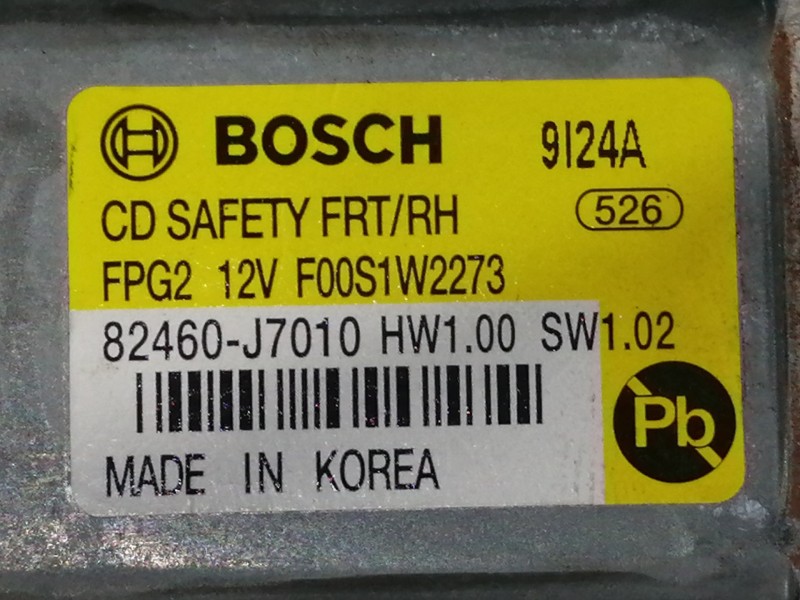 BOSCH 9I24A
CD SAFETY FRT/RH 526
FPG2 12V F00S1W2273
82460-J7010 HW1.00 SW1.02
MADE IN KOREA
Pb